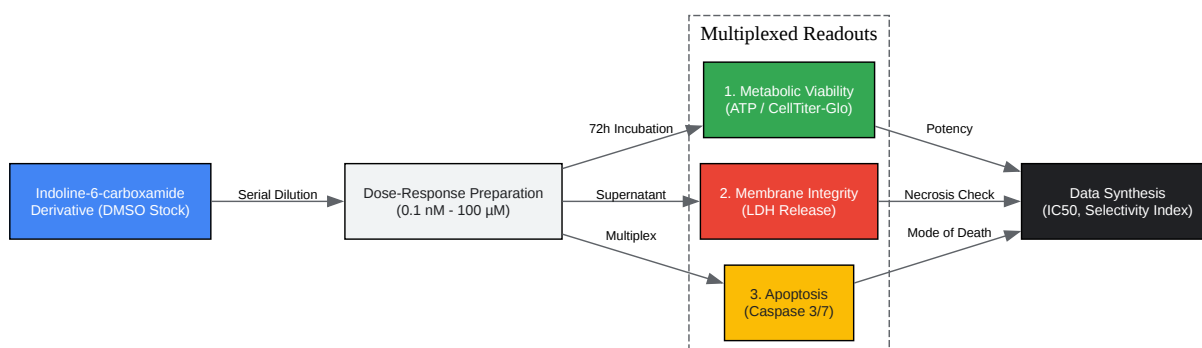 Multiplexed Readouts
1. Metabolic Viability
(ATP / CellTiter-Glo)
72h Incubation
Potency
Indoline-6-carboxamide
Derivative (DMSO Stock)
Serial Dilution
Dose-Response Preparation
(0.1 nM - 100 µM)
Supernatant
2. Membrane Integrity
(LDH Release)
Necrosis Check
Data Synthesis
(IC50, Selectivity Index)
Multiplex
Mode of Death
3. Apoptosis
(Caspase 3/7)